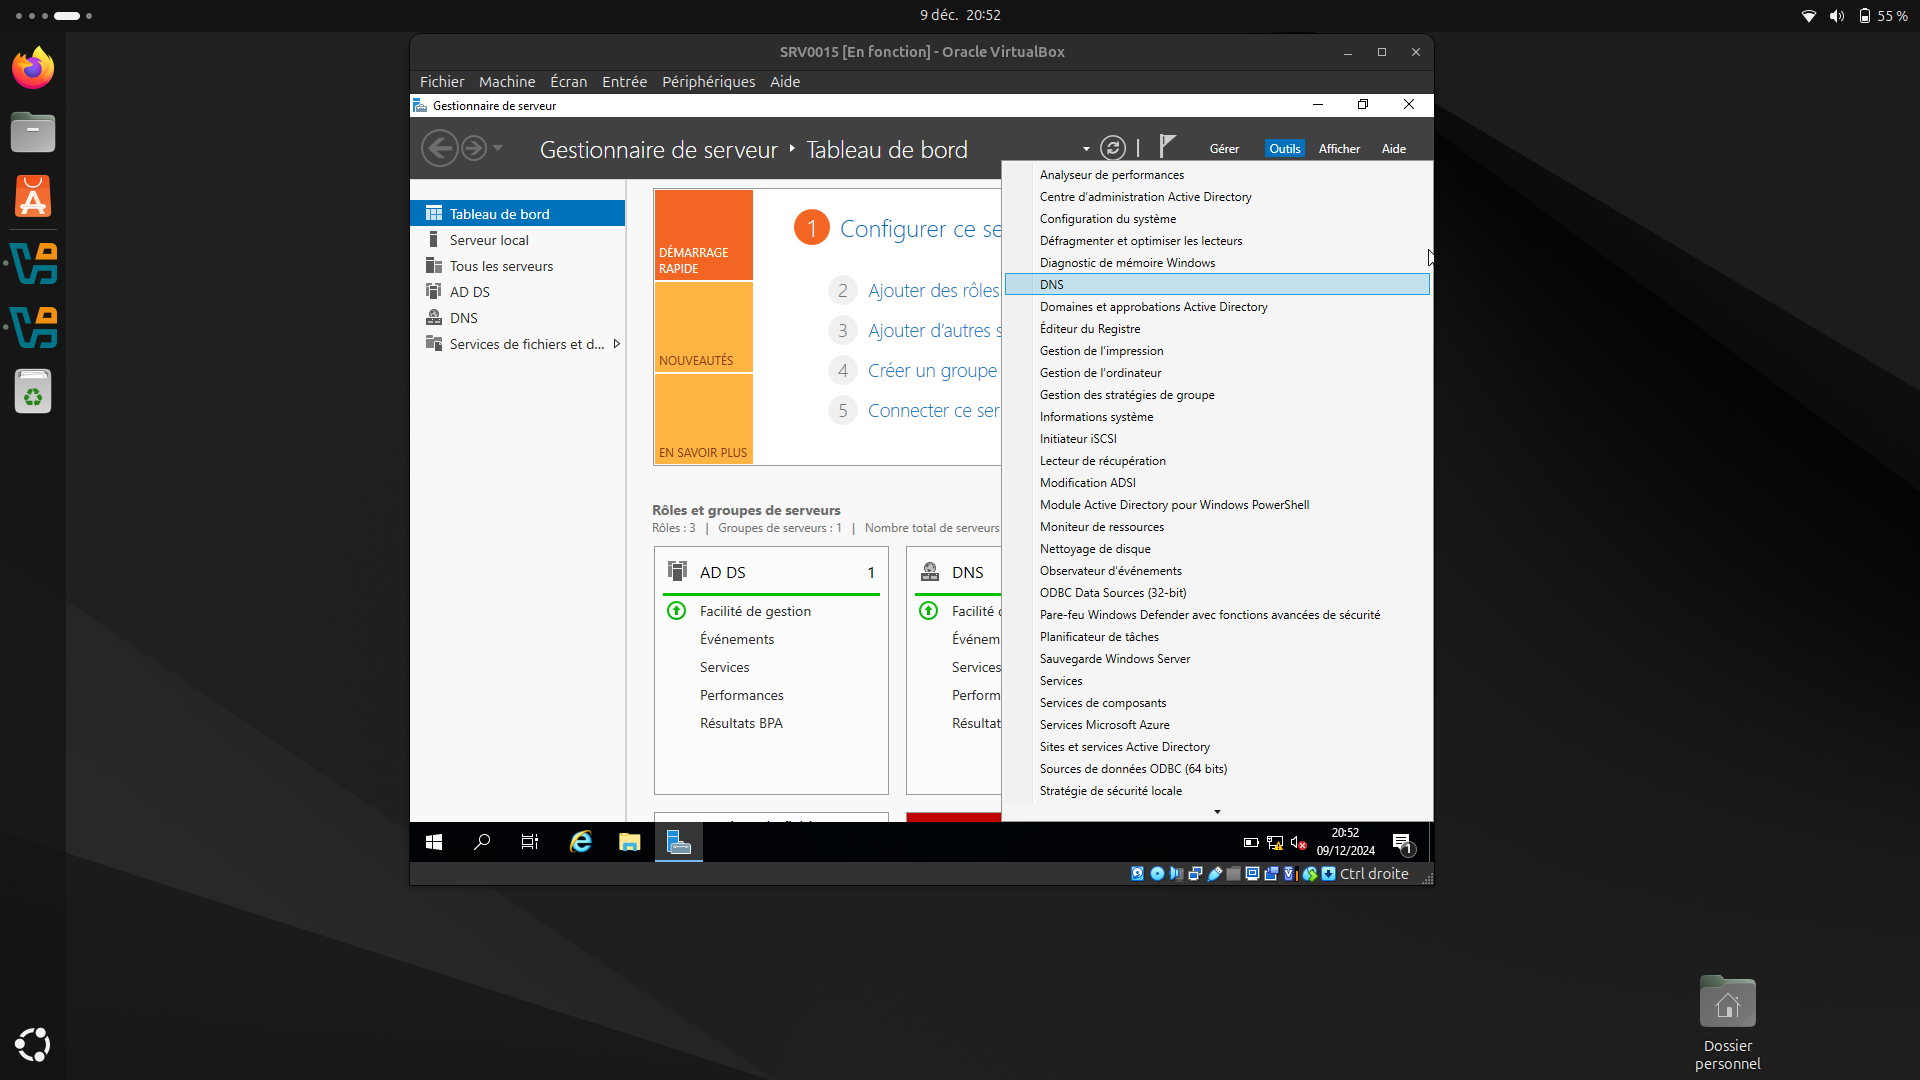 9 déc. 20:52
55 %
SRV0015 [En fonction] - Oracle VirtualBox
Fichier Machine Écran Entrée Périphériques Aide
Gestionnaire de serveur
Gestionnaire de serveur ‣ Tableau de bord
Gérer Outils Afficher Aide
Tableau de bord
Serveur local
Tous les serveurs
AD DS
DNS
Services de fichiers et d...
DÉMARRAGE RAPIDE
NOUVEAUTÉS
EN SAVOIR PLUS
1 Configurer ce se
2 Ajouter des rôles
3 Ajouter d'autres s
4 Créer un groupe
5 Connecter ce ser
Rôles et groupes de serveurs
Rôles : 3 | Groupes de serveurs : 1 | Nombre total de serveurs
AD DS 1
Facilité de gestion
Événements
Services
Performances
Résultats BPA
DNS
Facilité
Événem
Services
Perform
Résultat
Analyseur de performances
Centre d'administration Active Directory
Configuration du système
Défragmenter et optimiser les lecteurs
Diagnostic de mémoire Windows
DNS
Domaines et approbations Active Directory
Éditeur du Registre
Gestion de l'impression
Gestion de l'ordinateur
Gestion des stratégies de groupe
Informations système
Initiateur iSCSI
Lecteur de récupération
Modification ADSI
Module Active Directory pour Windows PowerShell
Moniteur de ressources
Nettoyage de disque
Observateur d'événements
ODBC Data Sources (32-bit)
Pare-feu Windows Defender avec fonctions avancées de sécurité
Planificateur de tâches
Sauvegarde Windows Server
Services
Services de composants
Services Microsoft Azure
Sites et services Active Directory
Sources de données ODBC (64 bits)
Stratégie de sécurité locale
20:52
09/12/2024
1
Ctrl droite
Dossier
personnel